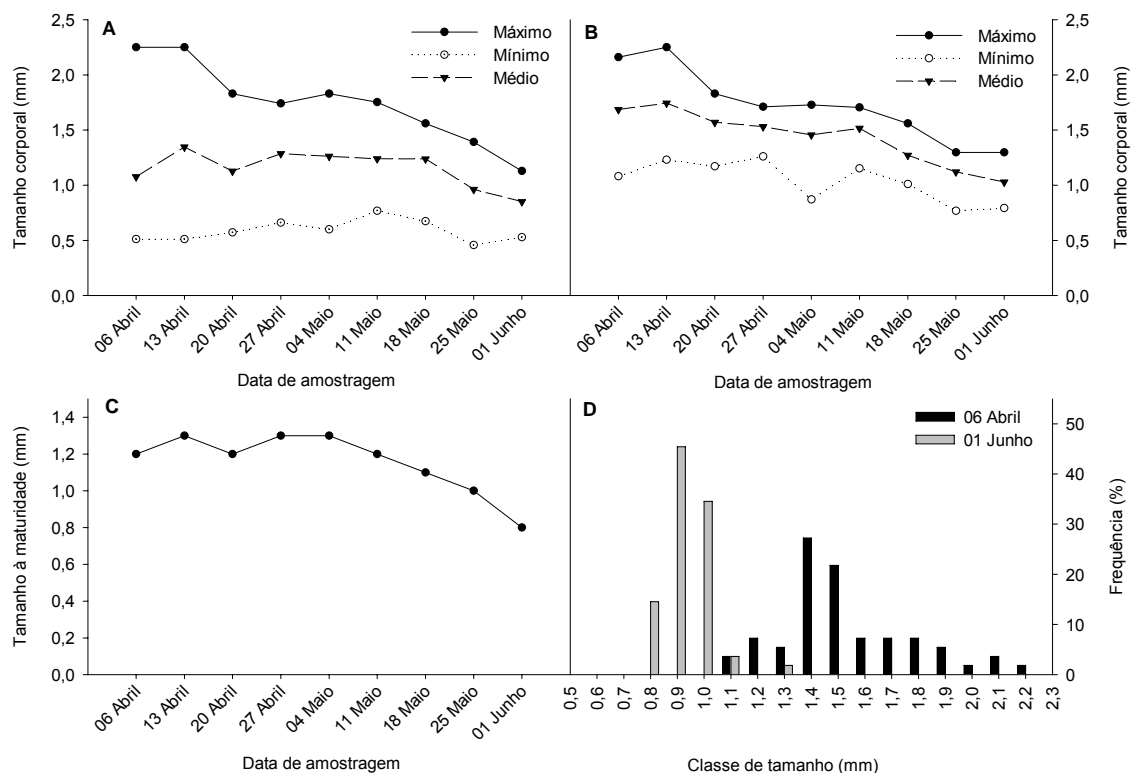 A
Máximo
Mínimo
Médio
Tamanho corporal (mm)
2,5
2,0
1,5
1,0
0,5
0,0
06 Abril
13 Abril
20 Abril
27 Abril
04 Maio
11 Maio
18 Maio
25 Maio
01 Junho
Data de amostragem
B
Máximo
Mínimo
Médio
2,5
2,0
1,5
1,0
0,5
0,0
Tamanho corporal (mm)
06 Abril
13 Abril
20 Abril
27 Abril
04 Maio
11 Maio
18 Maio
25 Maio
01 Junho
Data de amostragem
C
Tamanho à maturidade (mm)
1,4
1,2
1,0
0,8
0,6
0,4
0,2
0,0
06 Abril
13 Abril
20 Abril
27 Abril
04 Maio
11 Maio
18 Maio
25 Maio
01 Junho
Data de amostragem
D
06 Abril
01 Junho
50
40
30
20
10
0
Frequência (%)
0,5
0,6
0,7
0,8
0,9
1,0
1,1
1,2
1,3
1,4
1,5
1,6
1,7
1,8
1,9
2,0
2,1
2,2
2,3
Classe de tamanho (mm)